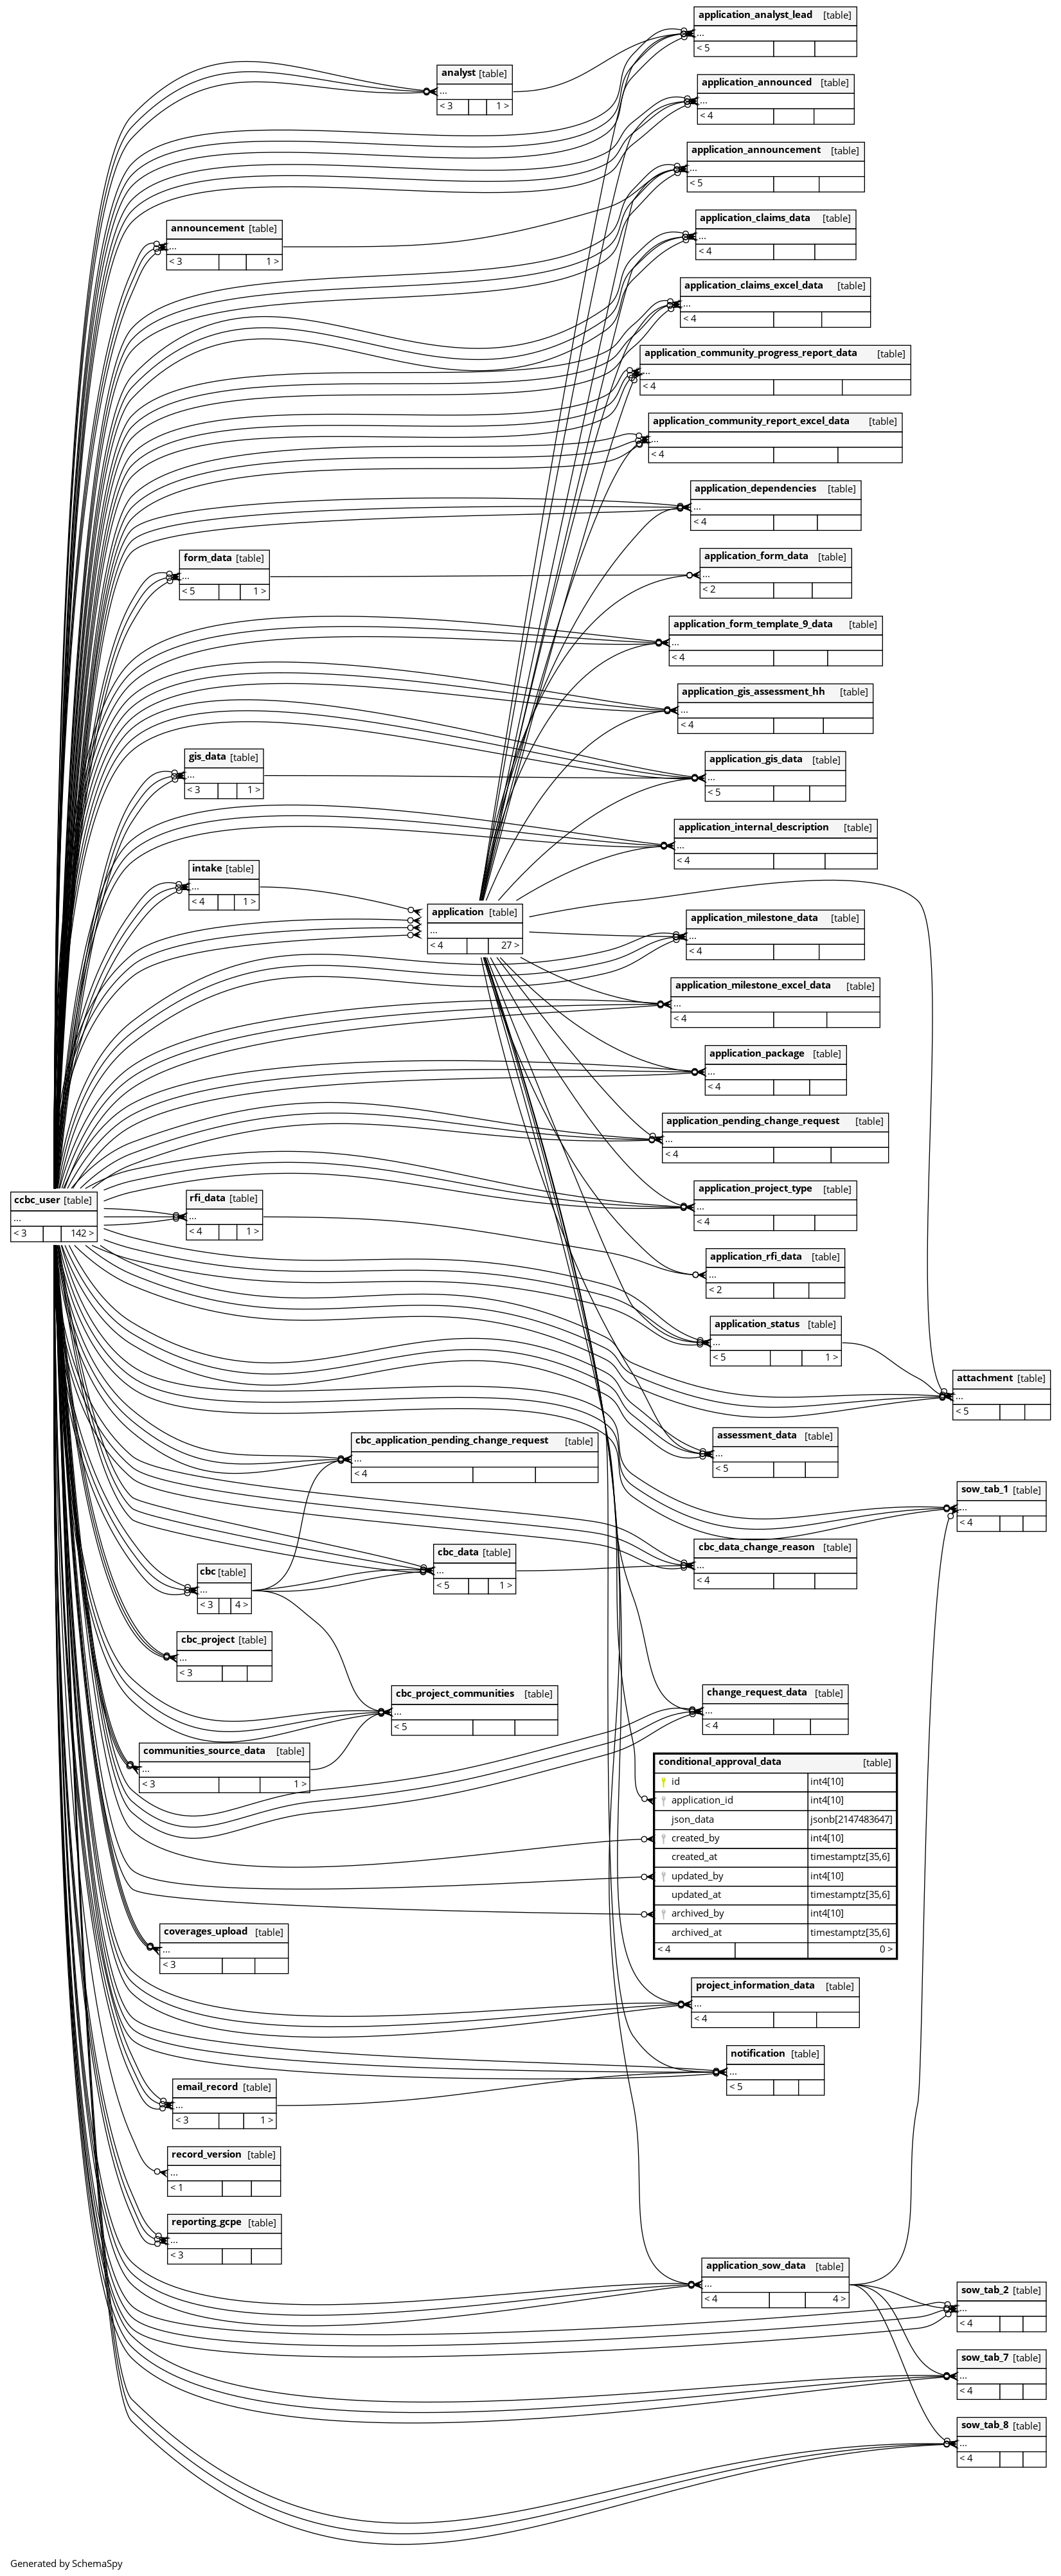 application_analyst_lead [table]
...
< 5
analyst [table]
...
< 3 1 >
application_announced [table]
...
< 4
application_announcement [table]
...
< 5
application_claims_data [table]
...
< 4
announcement [table]
...
< 3 1 >
application_claims_excel_data [table]
...
< 4
application_community_progress_report_data [table]
...
< 4
application_community_report_excel_data [table]
...
< 4
application_dependencies [table]
...
< 4
form_data [table]
...
< 5 1 >
application_form_data [table]
...
< 2
application_form_template_9_data [table]
...
< 4
application_gis_assessment_hh [table]
...
< 4
gis_data [table]
...
< 3 1 >
application_gis_data [table]
...
< 5
application_internal_description [table]
...
< 4
intake [table]
...
< 4 1 >
application [table]
...
< 4 27 >
application_milestone_data [table]
...
< 4
application_milestone_excel_data [table]
...
< 4
application_package [table]
...
< 4
application_pending_change_request [table]
...
< 4
ccbc_user [table]
...
< 3 142 >
rfi_data [table]
...
< 4 1 >
application_project_type [table]
...
< 4
application_rfi_data [table]
...
< 2
application_status [table]
...
< 5 1 >
attachment [table]
...
< 5
cbc_application_pending_change_request [table]
...
< 4
assessment_data [table]
...
< 5
sow_tab_1 [table]
...
< 4
cbc_data [table]
...
< 5 1 >
cbc_data_change_reason [table]
...
< 4
cbc [table]
...
< 3 4 >
cbc_project [table]
...
< 3
cbc_project_communities [table]
...
< 5
change_request_data [table]
...
< 4
communities_source_data [table]
...
< 3 1 >
conditional_approval_data [table]
id int4[10]
application_id int4[10]
json_data jsonb[2147483647]
created_by int4[10]
created_at timestamptz[35,6]
updated_by int4[10]
updated_at timestamptz[35,6]
archived_by int4[10]
archived_at timestamptz[35,6]
< 4 0 >
coverages_upload [table]
...
< 3
project_information_data [table]
...
< 4
notification [table]
...
< 5
email_record [table]
...
< 3 1 >
record_version [table]
...
< 1
reporting_gcpe [table]
...
< 3
application_sow_data [table]
...
< 4 4 >
sow_tab_2 [table]
...
< 4
sow_tab_7 [table]
...
< 4
sow_tab_8 [table]
...
< 4
Generated by SchemaSpy